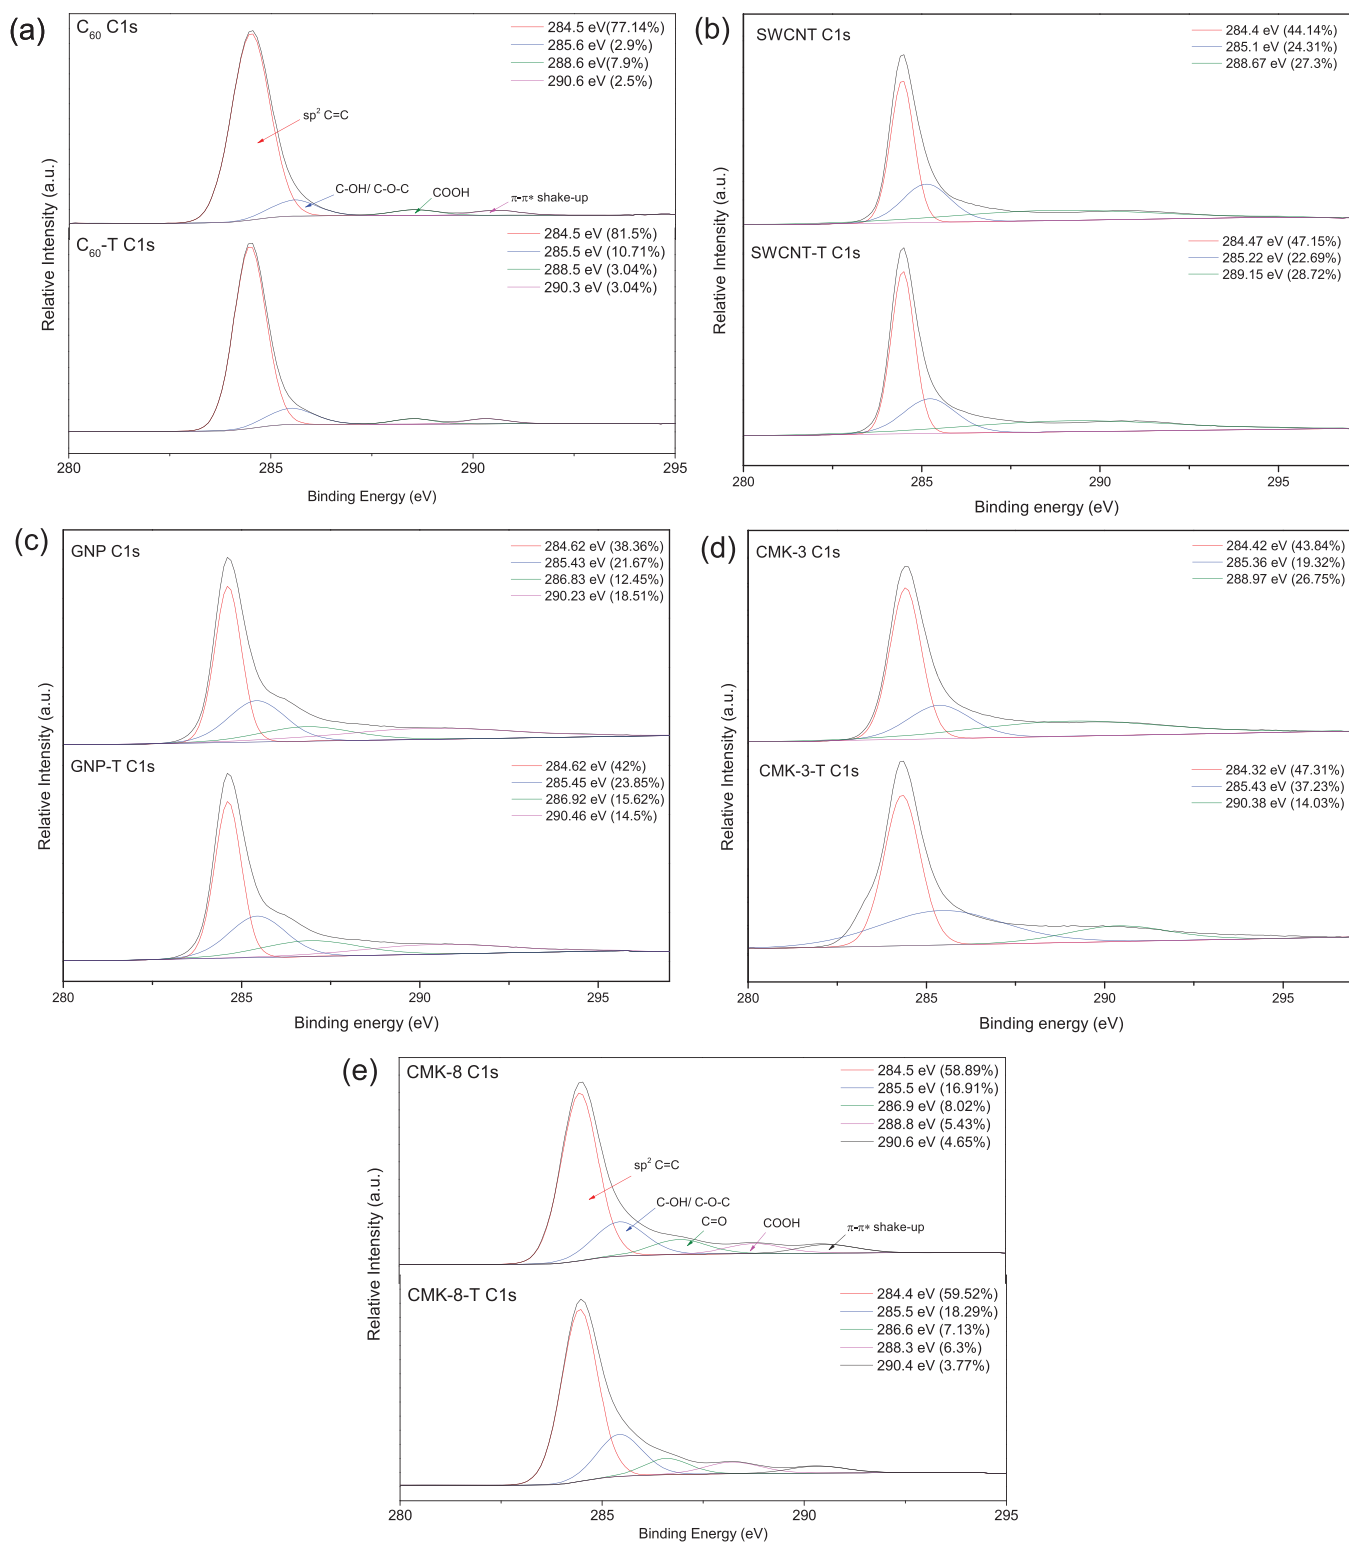 (a)
C60 C1s
284.5 eV(77.14%)
285.6 eV (2.9%)
288.6 eV(7.9%)
290.6 eV(2.5%)
sp2 C=C
C-OH/ C-O-C
COOH
π-π* shake-up
C60-T C1s
284.5 eV (81.5%)
285.5 eV (10.71%)
288.5 eV (3.04%)
290.3 eV (3.04%)
Relative Intensity (a.u.)
280
285
290
295
Binding Energy (eV)
(b)
SWCNT C1s
284.4 eV (44.14%)
285.1 eV (24.31%)
288.67 eV (27.3%)
SWCNT-T C1s
284.47 eV (47.15%)
285.22 eV (22.69%)
289.15 eV (28.72%)
Relative Intensity (a.u.)
280
285
290
295
Binding energy (eV)
(c)
GNP C1s
284.62 eV (38.36%)
285.43 eV (21.67%)
286.83 eV (12.45%)
290.23 eV (18.51%)
GNP-T C1s
284.62 eV (42%)
285.45 eV (23.85%)
286.92 eV (15.62%)
290.46 eV (14.5%)
Relative Intensity (a.u.)
280
285
290
295
Binding energy (eV)
(d)
CMK-3 C1s
284.42 eV (43.84%)
285.36 eV (19.32%)
288.97 eV (26.75%)
CMK-3-T C1s
284.32 eV (47.31%)
285.43 eV (37.23%)
290.38 eV (14.03%)
Relative Intensity (a.u.)
280
285
290
295
Binding energy (eV)
(e)
CMK-8 C1s
284.5 eV (58.89%)
285.5 eV (16.91%)
286.9 eV (8.02%)
288.8 eV (5.43%)
290.6 eV (4.65%)
sp2 C=C
C-OH/ C-O-C
C=O
COOH
π-π* shake-up
CMK-8-T C1s
284.4 eV (59.52%)
285.5 eV (18.29%)
286.6 eV (7.13%)
288.3 eV (6.3%)
290.4 eV (3.77%)
Relative Intensity (a.u.)
280
285
290
295
Binding Energy (eV)